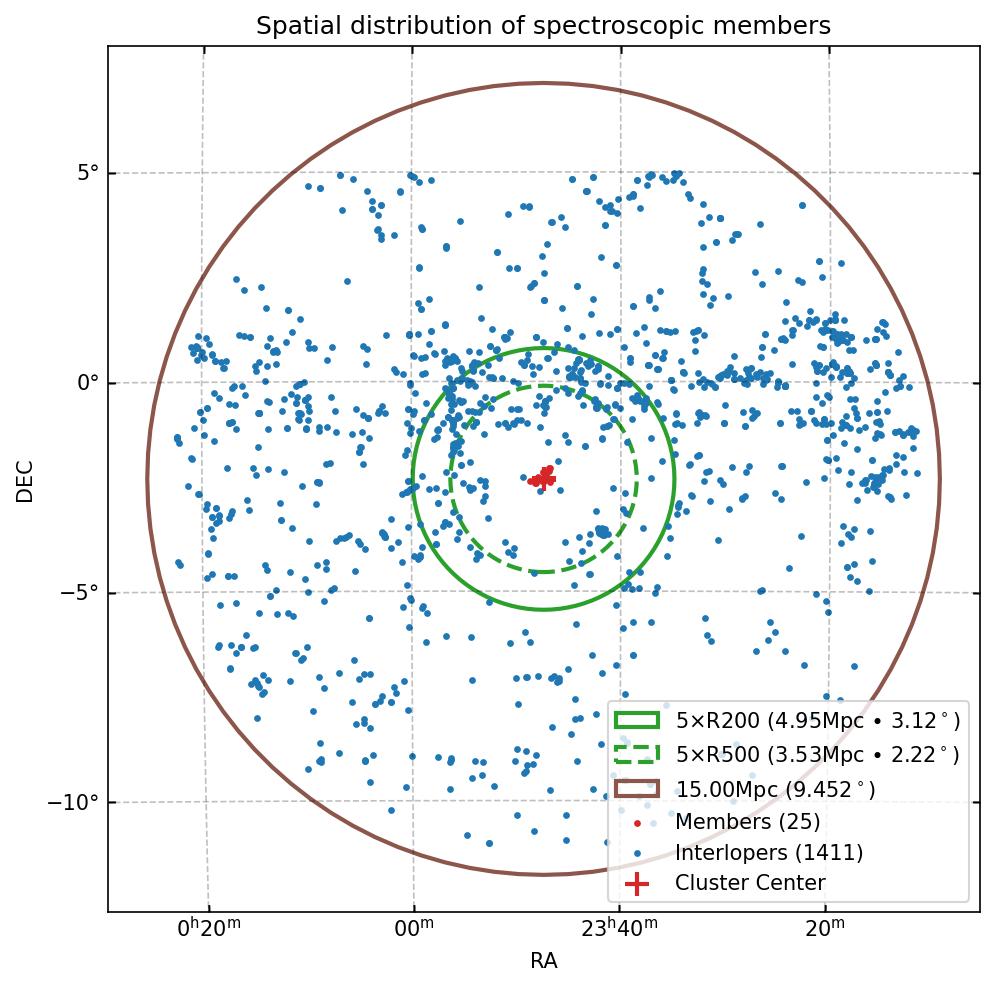 Spatial distribution of spectroscopic members
5°
0°
−5°
−10°
DEC
0ʰ20ᵐ
00ᵐ
23ʰ40ᵐ
20ᵐ
RA
5×R200 (4.95Mpc • 3.12°)
5×R500 (3.53Mpc • 2.22°)
15.00Mpc (9.452°)
Members (25)
Interlopers (1411)
Cluster Center